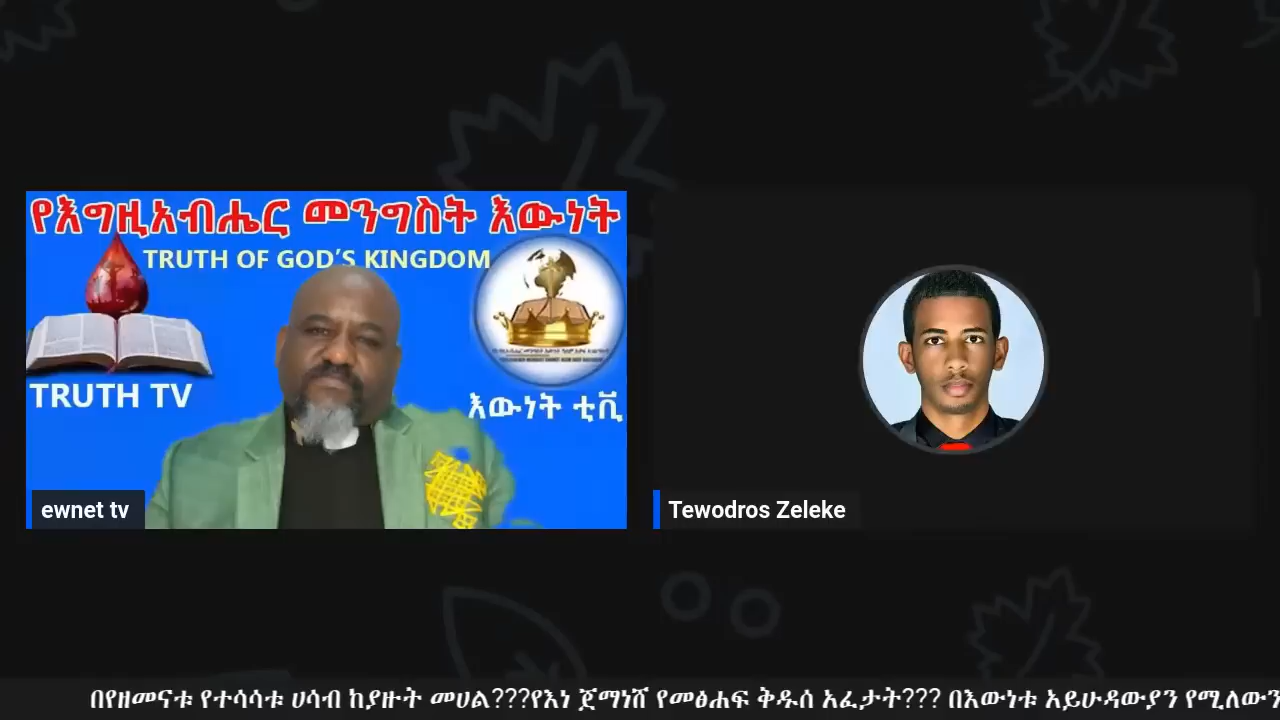 የእግዚአብሔር መንግስት እውነት
TRUTH OF GOD'S KINGDOM
TRUTH TV
እውነት ቲቪ
ewnet tv
Tewodros Zeleke
በየዘመናቱ የተሳሳቱ ሀሳብ ከያዙት መሀል???የእነ ጀማነሽ የመፅሐፍ ቅዱሰ አፈታት??? በእውነቱ አይሁዳውያን የሚለውን